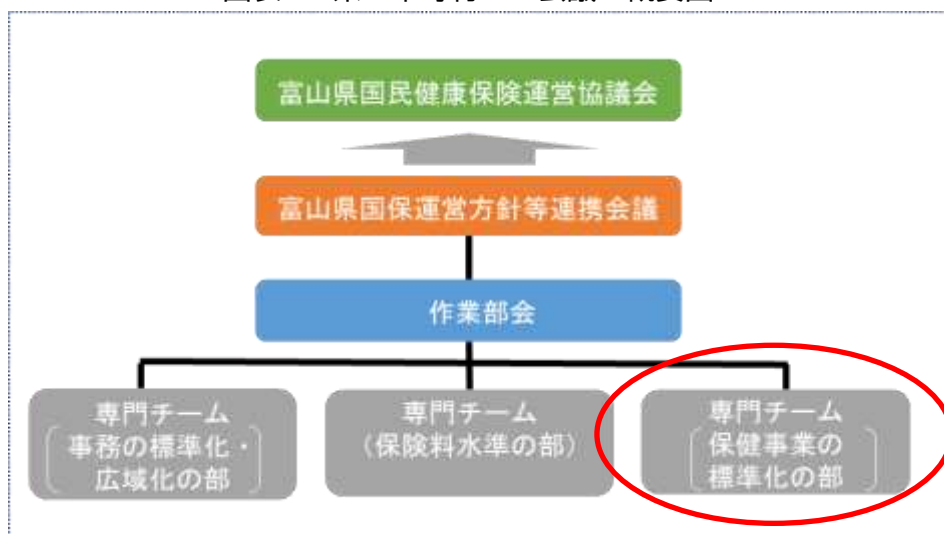 富山県国民健康保険運営協議会
富山県国保運営方針等連携会議
作業部会
専門チーム
事務の標準化・
広域化の部
専門チーム
（保険料水準の部）
専門チーム
保健事業の
標準化の部